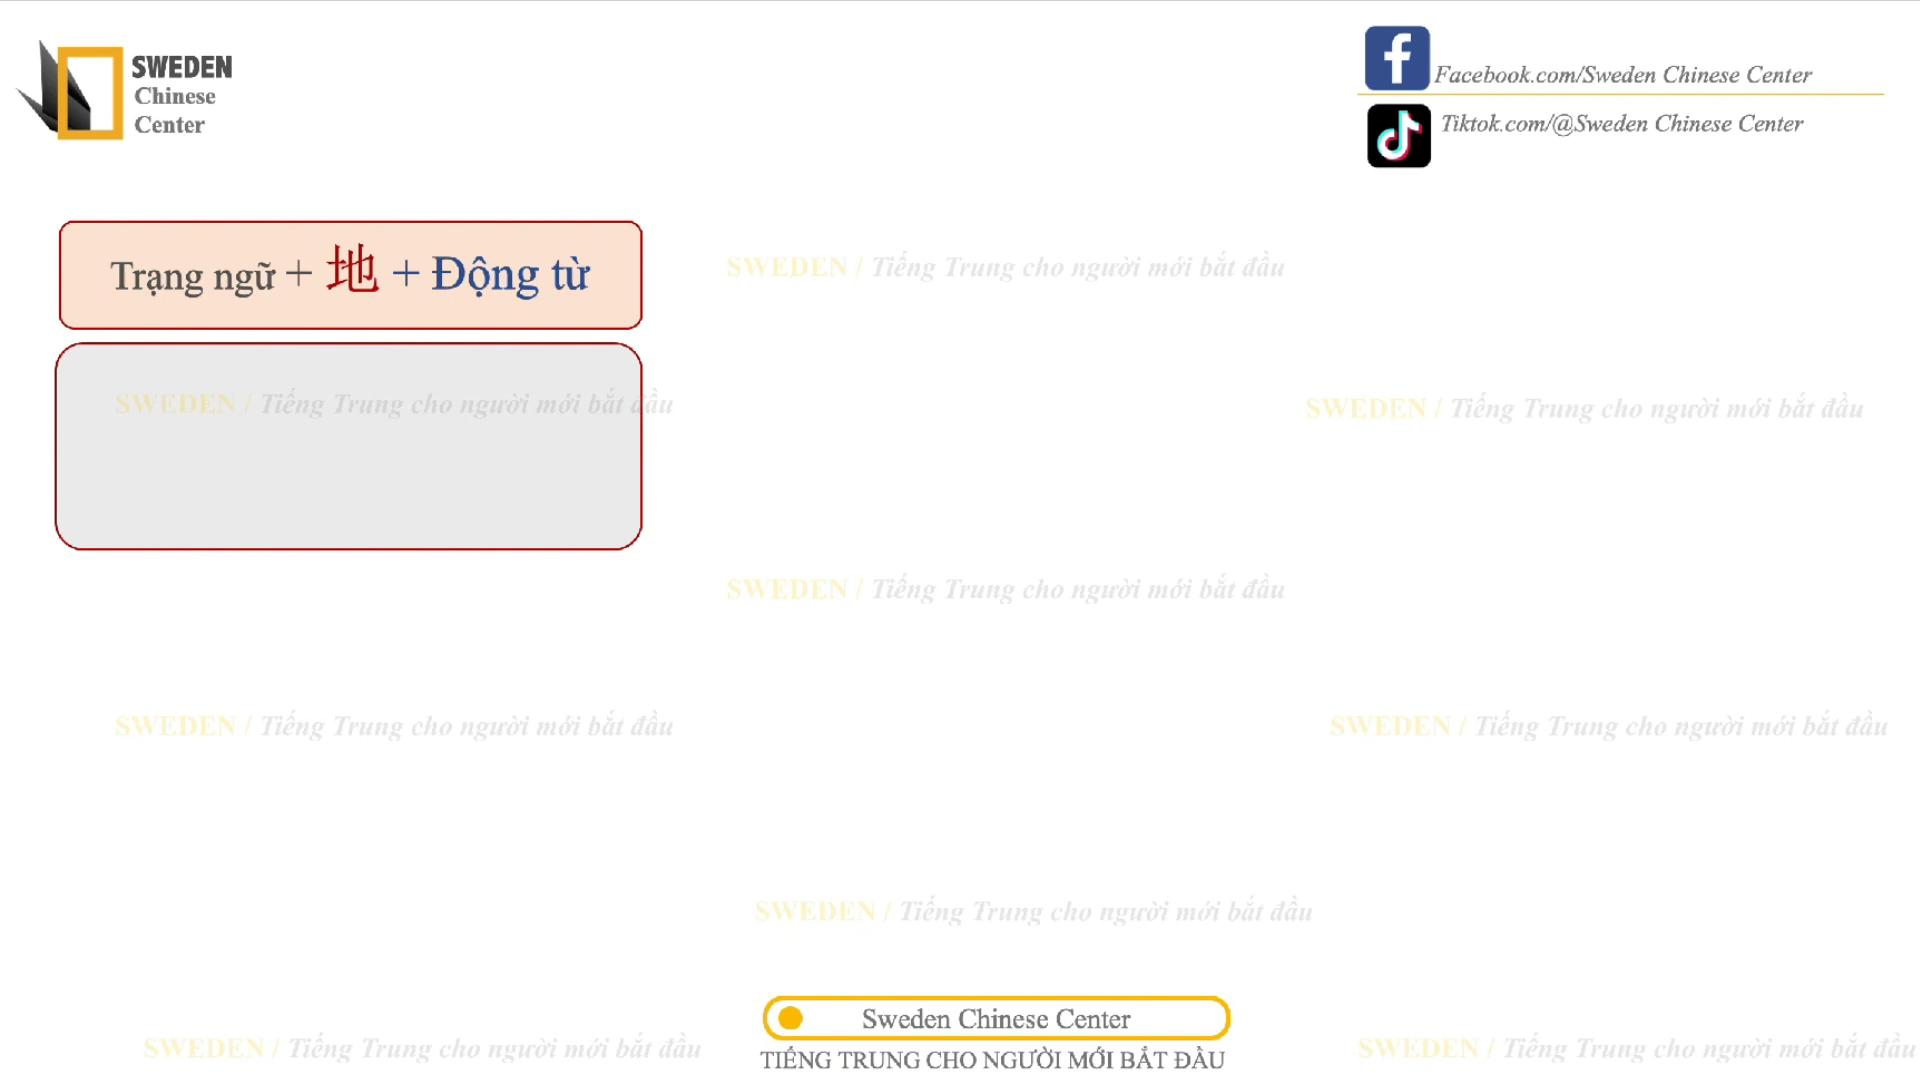 SWEDEN
Chinese
Center
Facebook.com/Sweden Chinese Center
Tiktok.com/@Sweden Chinese Center
Trạng ngữ + 地 + Động từ
SWEDEN / Tiếng Trung cho người mới bắt đầu
SWEDEN / Tiếng Trung cho người mới bắt đầu
SWEDEN / Tiếng Trung cho người mới bắt đầu
SWEDEN / Tiếng Trung cho người mới bắt đầu
SWEDEN / Tiếng Trung cho người mới bắt đầu
SWEDEN / Tiếng Trung cho người mới bắt đầu
SWEDEN / Tiếng Trung cho người mới bắt đầu
Sweden Chinese Center
TIẾNG TRUNG CHO NGƯỜI MỚI BẮT ĐẦU
SWEDEN / Tiếng Trung cho người mới bắt đầu
SWEDEN / Tiếng Trung cho người mới bắt đầu